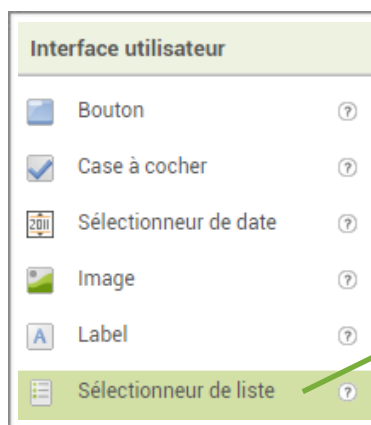 Interface utilisateur
Bouton ?
Case à cocher ?
2011 Sélectionneur de date ?
Image ?
A Label ?
Sélectionneur de liste ?